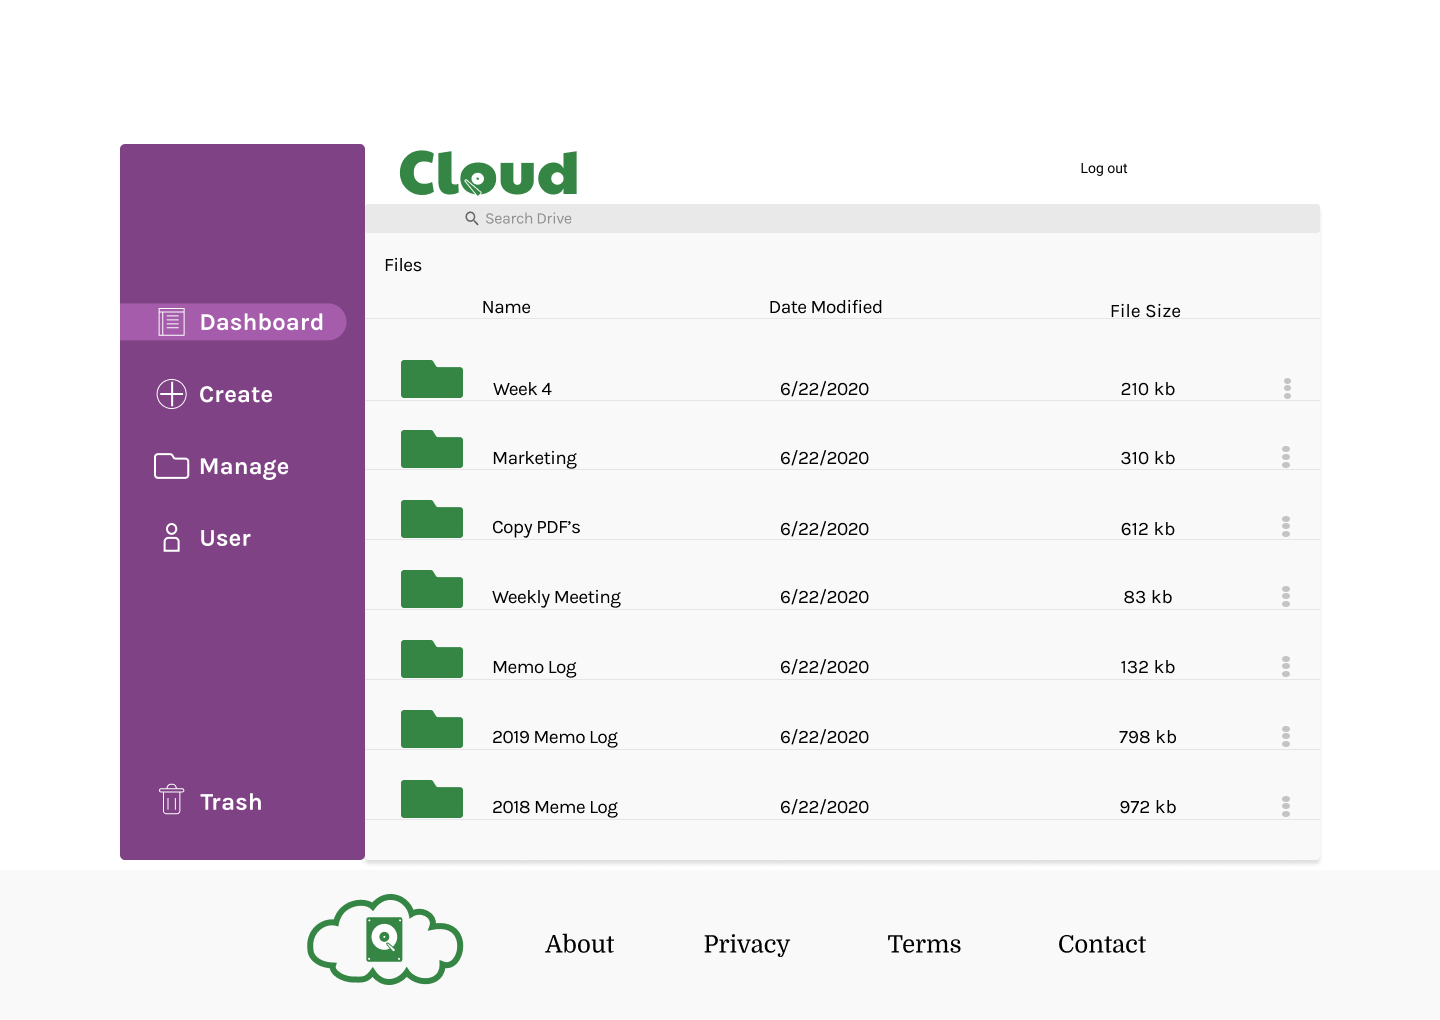 Cloud
Log out
Search Drive
Files
Name Date Modified File Size
Dashboard
Create
Manage
User
Trash
Week 4 6/22/2020 210 kb
Marketing 6/22/2020 310 kb
Copy PDF’s 6/22/2020 612 kb
Weekly Meeting 6/22/2020 83 kb
Memo Log 6/22/2020 132 kb
2019 Memo Log 6/22/2020 798 kb
2018 Meme Log 6/22/2020 972 kb
About Privacy Terms Contact